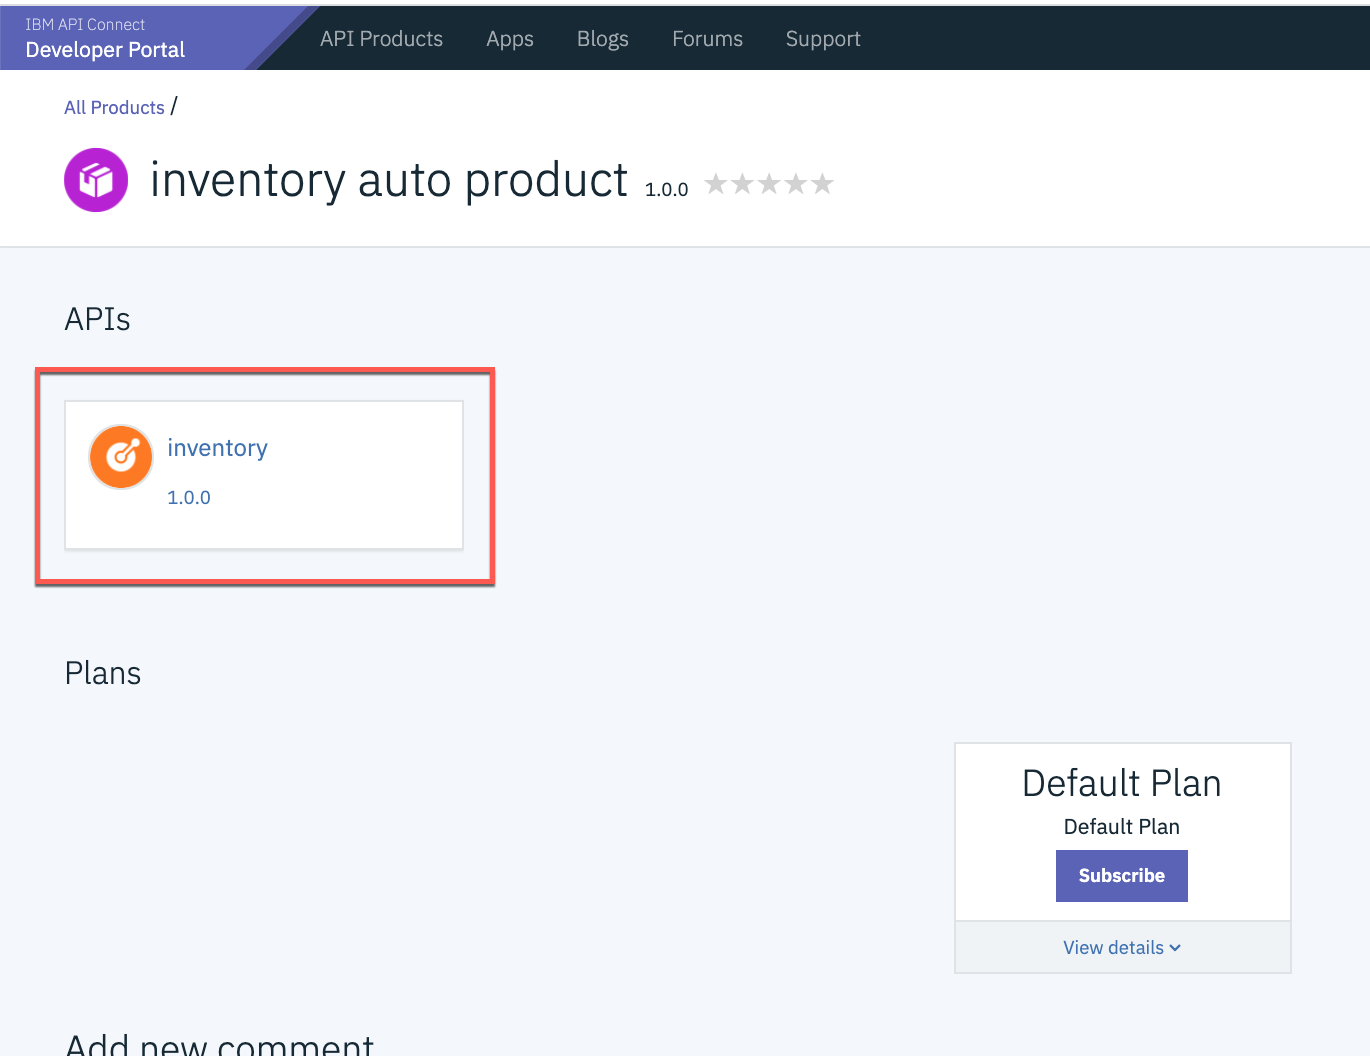 IBM API Connect
Developer Portal
API Products Apps Blogs Forums Support
All Products /
inventory auto product 1.0.0
APIs
inventory
1.0.0
Plans
Default Plan
Default Plan
Subscribe
View details
Add new comment